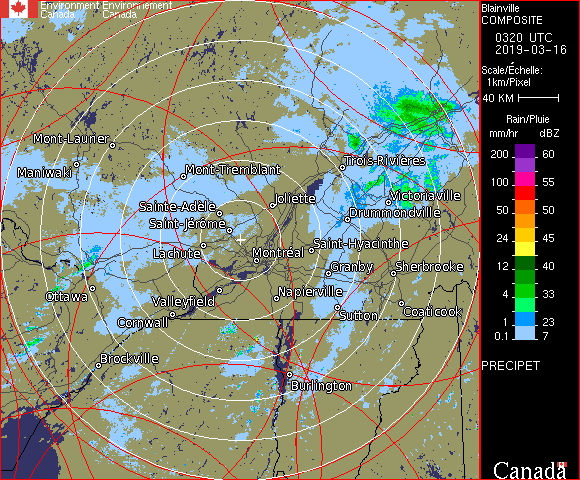 Environment Environnement
Canada Canada
Blainville
COMPOSITE
0320 UTC
2019-03-16
Scale/Échelle:
1km/Pixel
40 KM
Rain/Pluie
mm/hr dBZ
200 60
100 55
50 50
24 45
12 40
4 33
1 23
0.1 7
PRECIPET
Mont-Laurier
Maniwaki
Mont-Tremblant
Trois-Rivières
Sainte-Adèle
Joliette
Victoriaville
Saint-Jérôme
Drummondville
Lachute
Montréal
Saint-Hyacinthe
Granby
Sherbrooke
Ottawa
Valleyfield
Napierville
Cornwall
Sutton
Coaticook
Brockville
Burlington
Canada